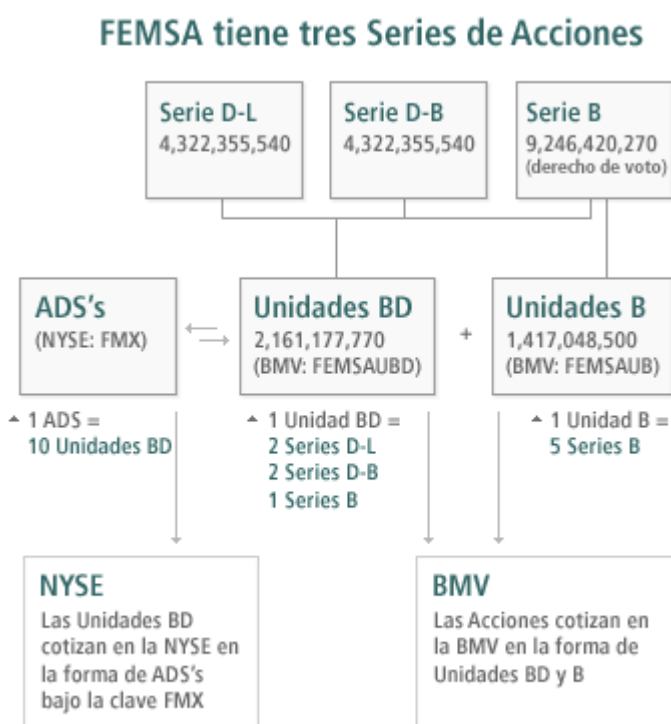 FEMSA tiene tres Series de Acciones
Serie D-L
4,322,355,540
Serie D-B
4,322,355,540
Serie B
9,246,420,270
(derecho de voto)
ADS's
(NYSE: FMX)
Unidades BD
2,161,177,770
(BMV: FEMSAUBD)
+
Unidades B
1,417,048,500
(BMV: FEMSAUB)
1 ADS =
10 Unidades BD
1 Unidad BD =
2 Series D-L
2 Series D-B
1 Series B
1 Unidad B =
5 Series B
NYSE
Las Unidades BD
cotizan en la NYSE en
la forma de ADS's
bajo la clave FMX
BMV
Las Acciones cotizan en
la BMV en la forma de
Unidades BD y B